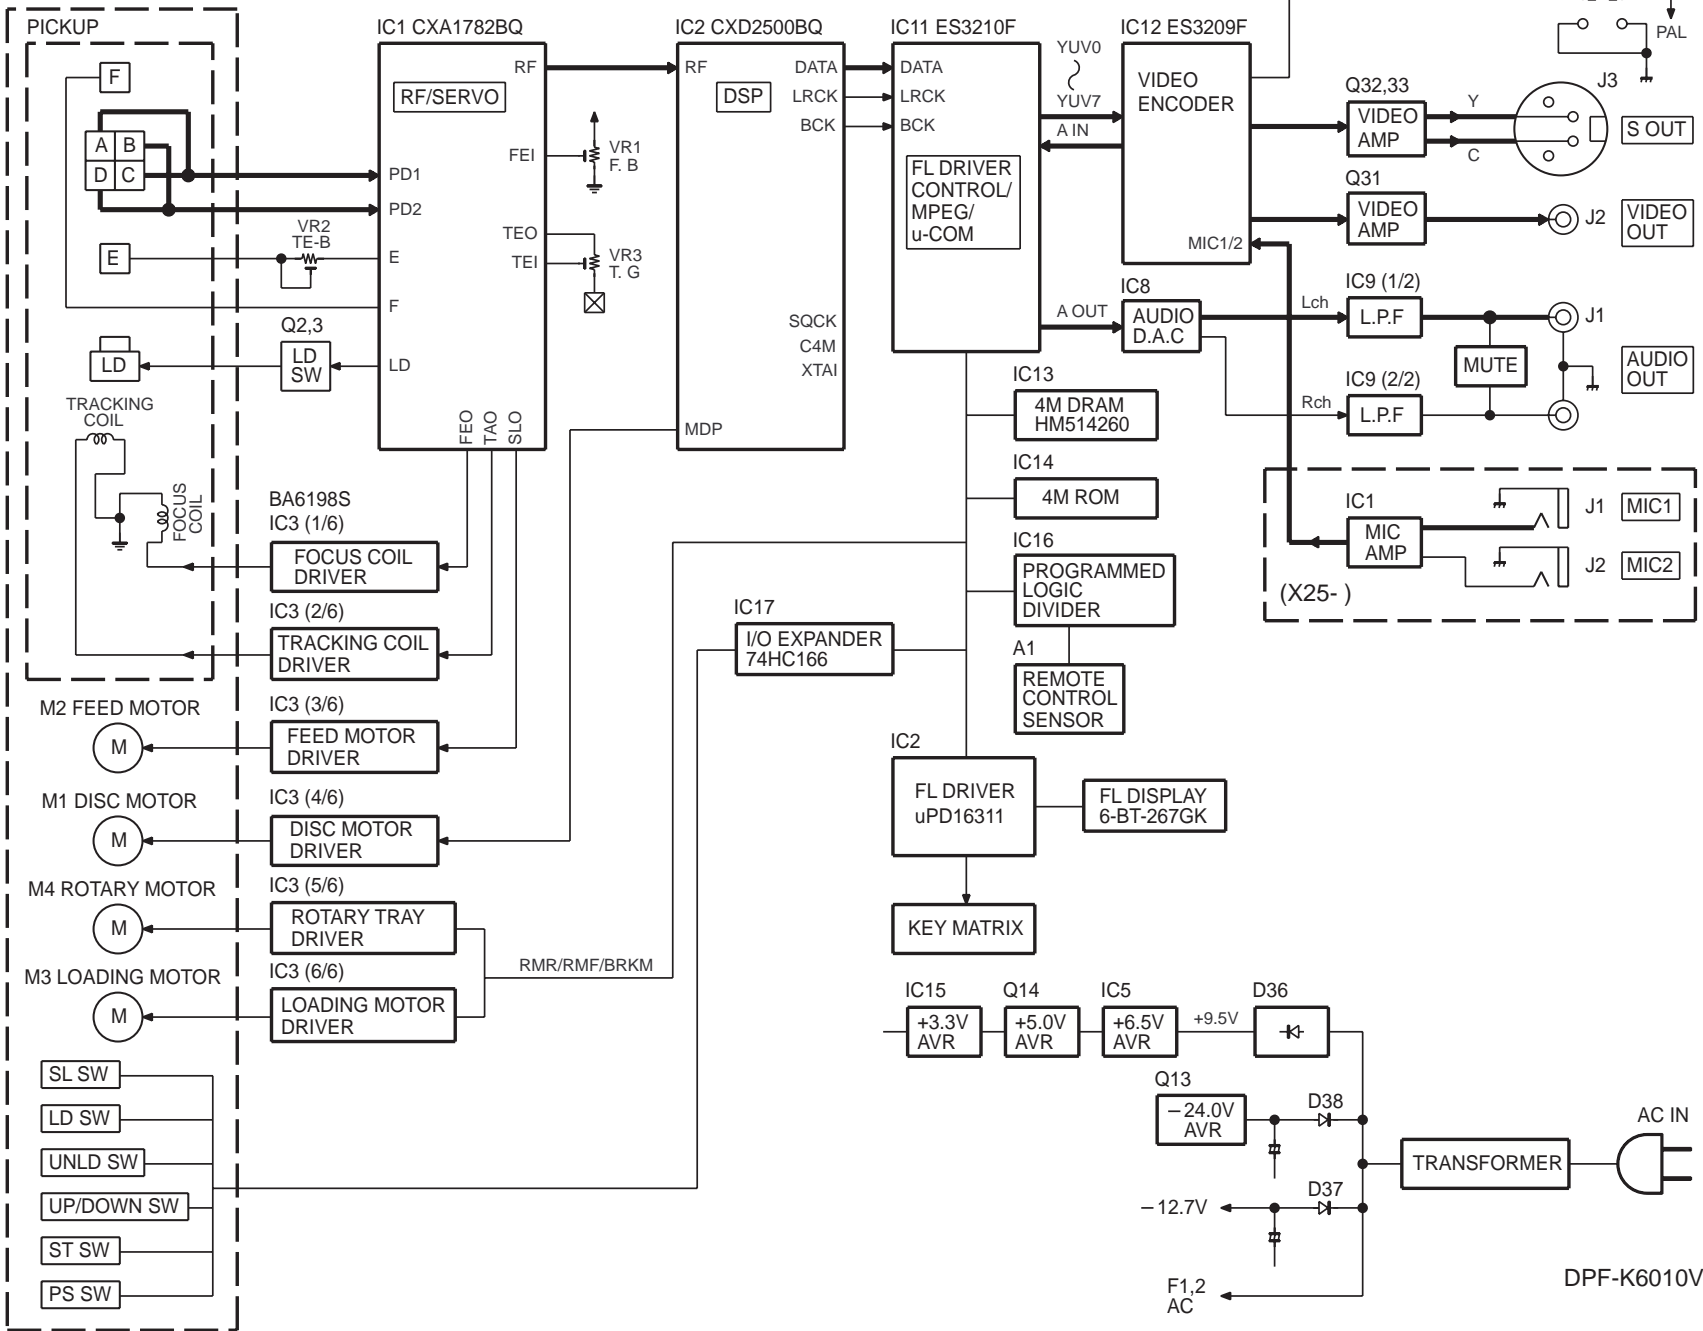 PICKUP
F
A
B
D
C
E
VR2
TE-B
LD
Q2,3
LD
SW
TRACKING
COIL
FOCUS
COIL
IC1 CXA1782BQ
RF
RF/SERVO
FEI
PD1
PD2
TEO
TEI
E
F
LD
FEO
TAO
SLO
VR1
F. B
VR3
T. G
IC2 CXD2500BQ
RF
DATA
DSP
LRCK
BCK
SQCK
C4M
XTAI
MDP
IC11 ES3210F
DATA
LRCK
BCK
FL DRIVER
CONTROL/
MPEG/
u-COM
YUV0
YUV7
A IN
A OUT
IC12 ES3209F
VIDEO
ENCODER
MIC1/2
PAL
Q32,33
VIDEO
AMP
Y
C
J3
S OUT
Q31
VIDEO
AMP
J2
VIDEO
OUT
IC8
AUDIO
D.A.C
Lch
Rch
IC9 (1/2)
L.P.F
IC9 (2/2)
L.P.F
MUTE
J1
AUDIO
OUT
IC13
4M DRAM
HM514260
IC14
4M ROM
IC16
PROGRAMMED
LOGIC
DIVIDER
A1
REMOTE
CONTROL
SENSOR
IC1
MIC
AMP
J1
MIC1
J2
MIC2
(X25- )
BA6198S
IC3 (1/6)
FOCUS COIL
DRIVER
IC3 (2/6)
TRACKING COIL
DRIVER
IC17
I/O EXPANDER
74HC166
M2 FEED MOTOR
M
IC3 (3/6)
FEED MOTOR
DRIVER
M1 DISC MOTOR
M
IC3 (4/6)
DISC MOTOR
DRIVER
M4 ROTARY MOTOR
M
IC3 (5/6)
ROTARY TRAY
DRIVER
M3 LOADING MOTOR
M
IC3 (6/6)
LOADING MOTOR
DRIVER
RMR/RMF/BRKM
IC2
FL DRIVER
uPD16311
FL DISPLAY
6-BT-267GK
KEY MATRIX
SL SW
LD SW
UNLD SW
UP/DOWN SW
ST SW
PS SW
IC15
+3.3V
AVR
Q14
+5.0V
AVR
IC5
+6.5V
AVR
+9.5V
D36
Q13
−24.0V
AVR
D38
D37
−12.7V
F1,2
AC
TRANSFORMER
AC IN
DPF-K6010V